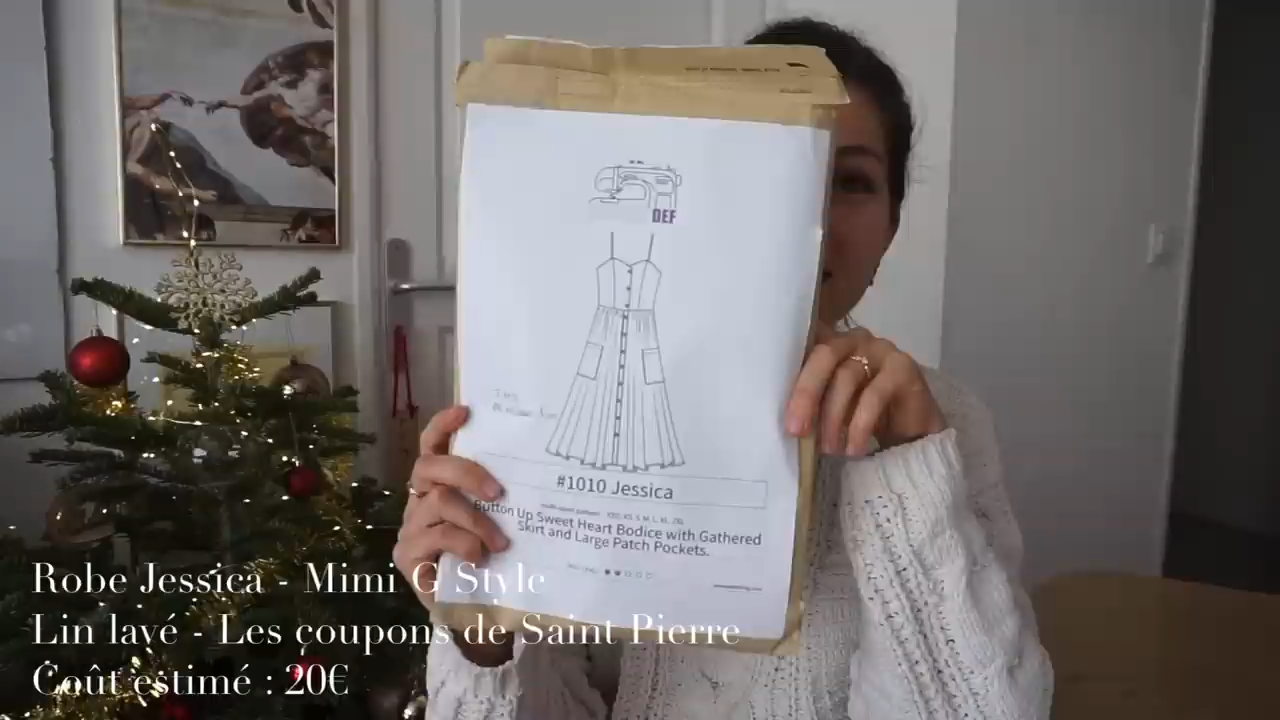 DEF
#1010 Jessica
Button Up Sweet Heart Bodice with Gathered
Skirt and Large Patch Pockets.
Robe Jessica - Mimi G Style
Lin lavé - Les coupons de Saint Pierre
Coût estimé : 20€